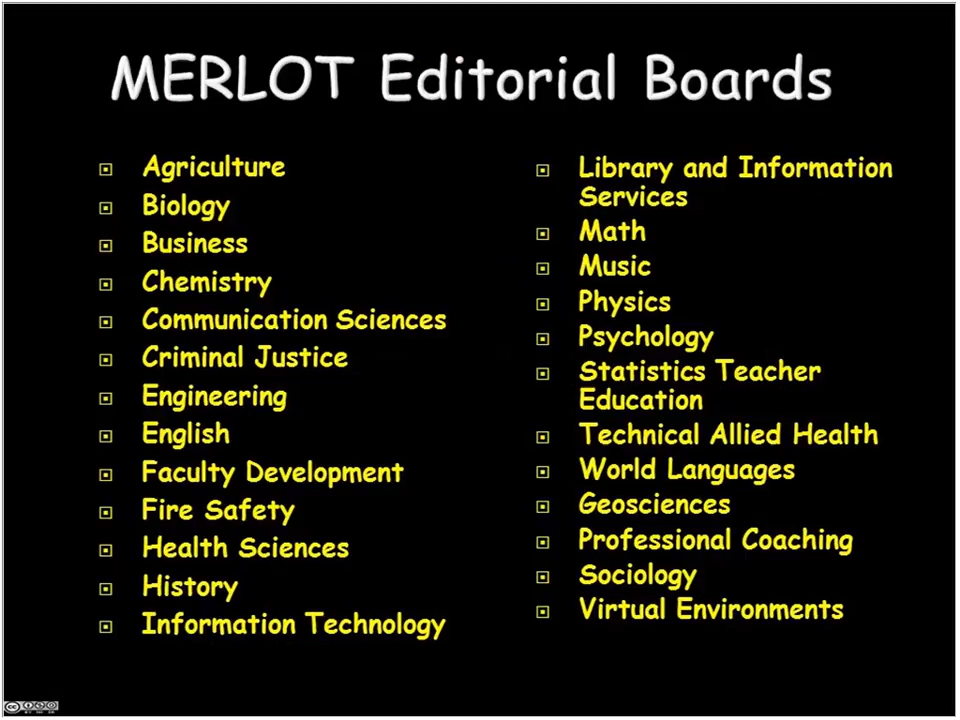 MERLOT Editorial Boards
Agriculture
Biology
Business
Chemistry
Communication Sciences
Criminal Justice
Engineering
English
Faculty Development
Fire Safety
Health Sciences
History
Information Technology
Library and Information
Services
Math
Music
Physics
Psychology
Statistics Teacher
Education
Technical Allied Health
World Languages
Geosciences
Professional Coaching
Sociology
Virtual Environments